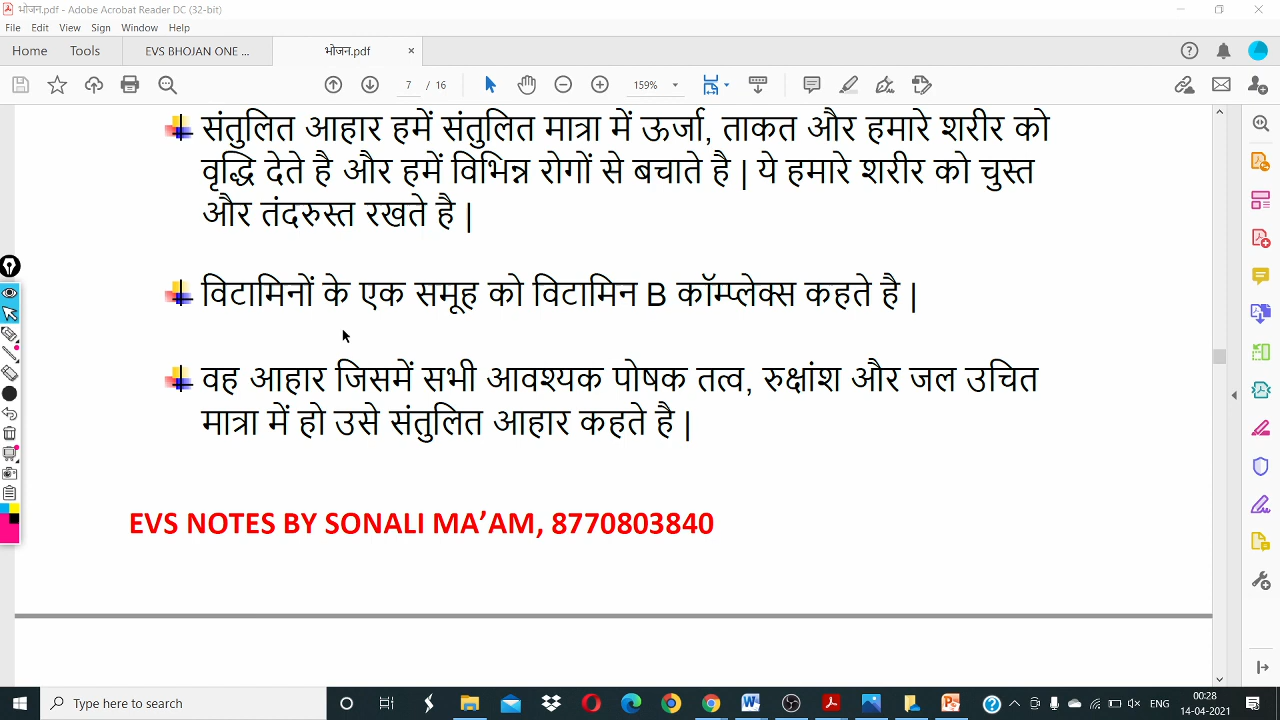 भोजन.pdf - Adobe Acrobat Reader DC (32-bit)
File Edit View Sign Window Help
Home Tools EVS BHOJAN ONE ... भोजन.pdf ×
7 / 16 159%
संतुलित आहार हमें संतुलित मात्रा में ऊर्जा, ताकत और हमारे शरीर को
वृद्धि देते है और हमें विभिन्न रोगों से बचाते है | ये हमारे शरीर को चुस्त
और तंदरुस्त रखते है |
विटामिनों के एक समूह को विटामिन B कॉम्प्लेक्स कहते है |
वह आहार जिसमें सभी आवश्यक पोषक तत्व, रुक्षांश और जल उचित
मात्रा में हो उसे संतुलित आहार कहते है |
EVS NOTES BY SONALI MA’AM, 8770803840
Type here to search
ENG
00:28
14-04-2021